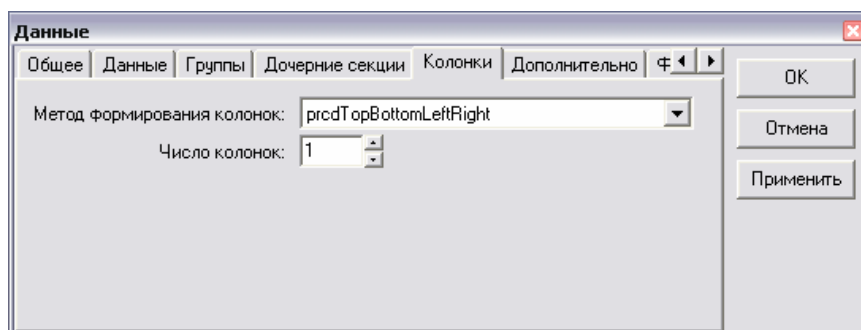 Данные
Общее Данные Группы Дочерние секции Колонки Дополнительно
Метод формирования колонок: prcdTopBottomLeftRight
Число колонок: 1
OK
Отмена
Применить